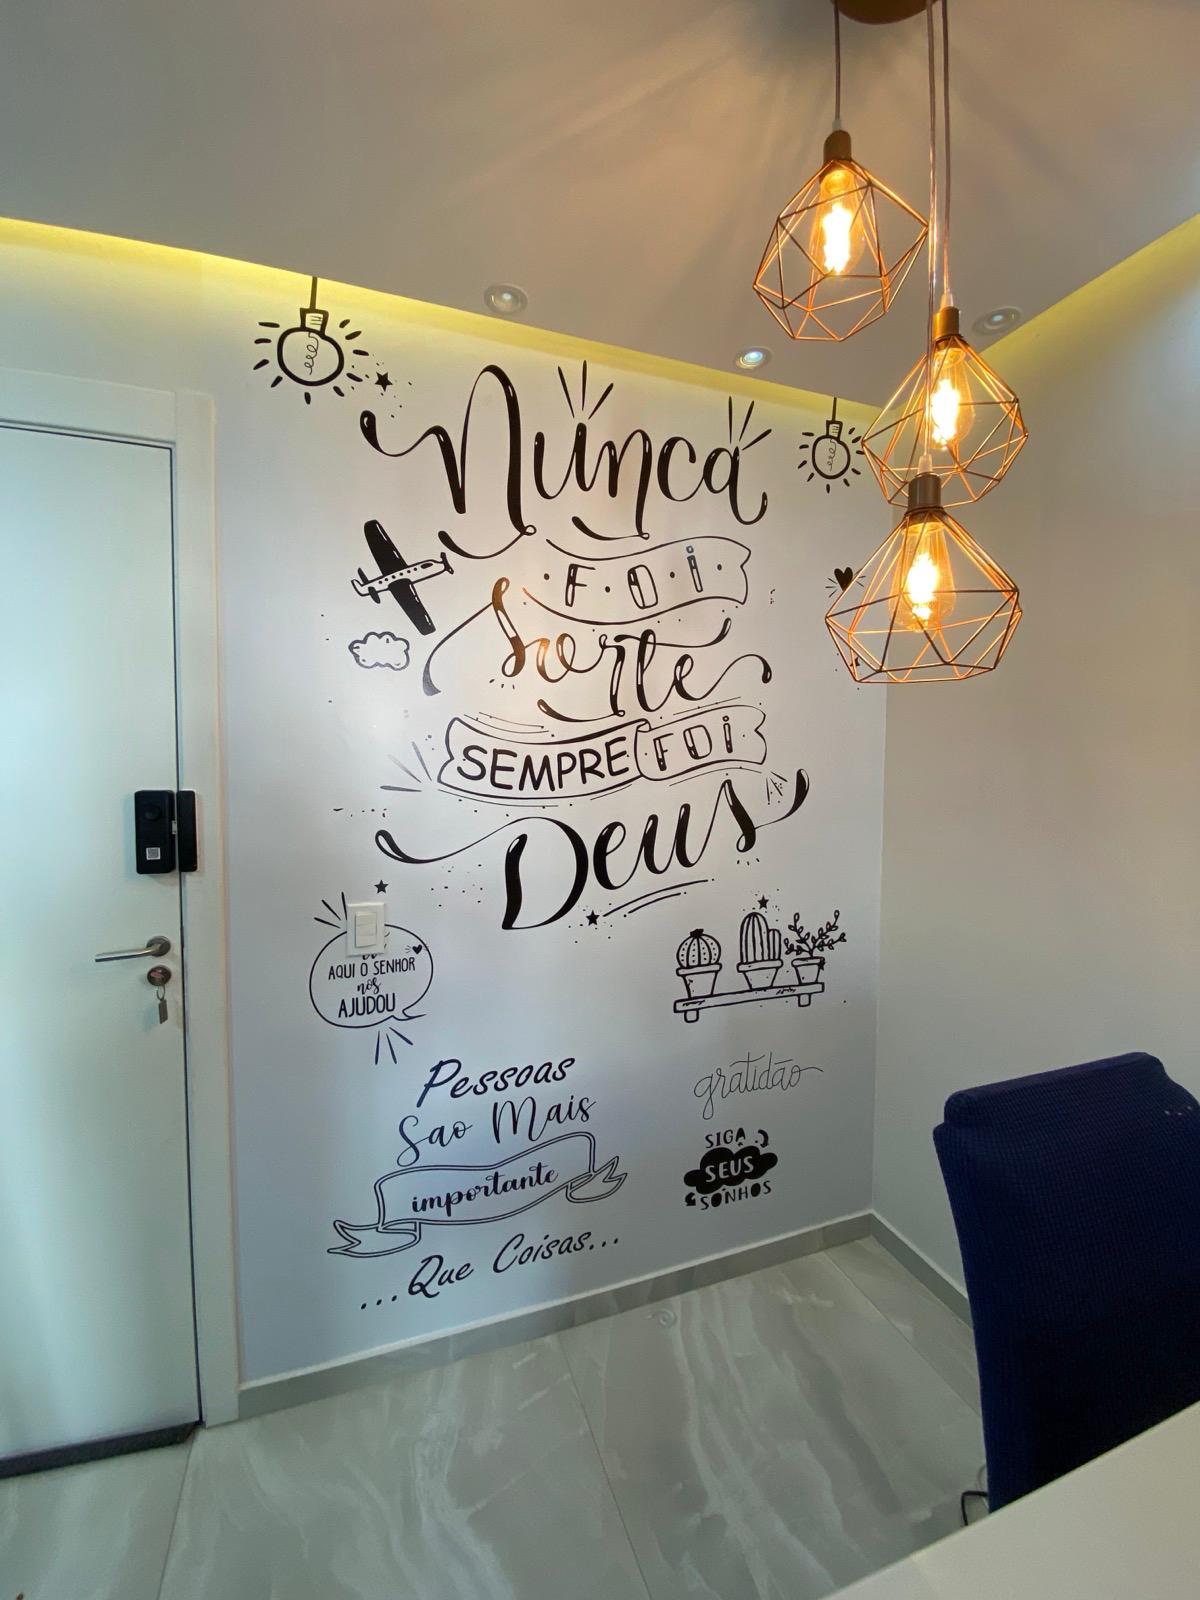 Nunca
FOI
Sorte
SEMPRE FOI
Deus
AQUI O SENHOR
nos
AJUDOU
Pessoas
Sao Mais
importante
...Que Coisas...
gratidão
SIGA
SEUS
SONHOS